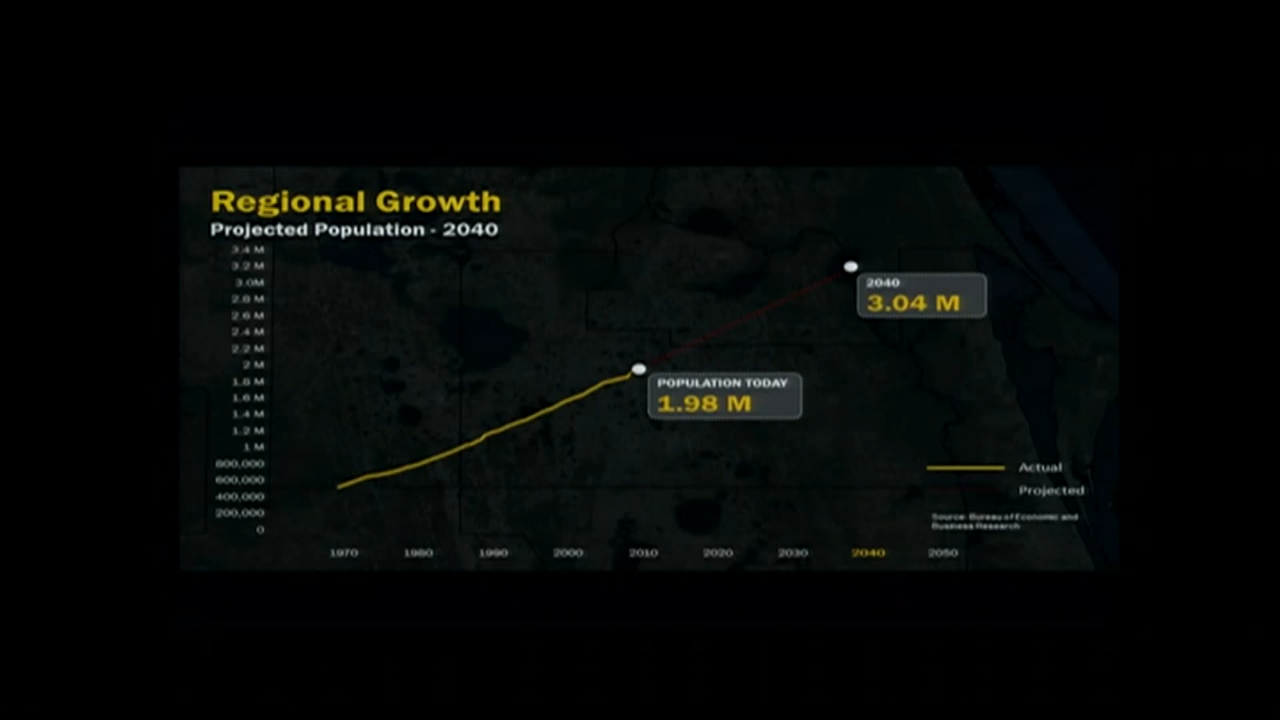 Regional Growth
Projected Population - 2040
3.4 M
3.2 M
3.0M
2.8 M
2.6 M
2.4 M
2.2 M
2 M
1.8 M
1.6 M
1.4 M
1.2 M
1 M
800,000
600,000
400,000
200,000
0
1970 1980 1990 2000 2010 2020 2030 2040 2050
2040
3.04 M
POPULATION TODAY
1.98 M
Actual
Projected
Source: Bureau of Economic and
Business Research